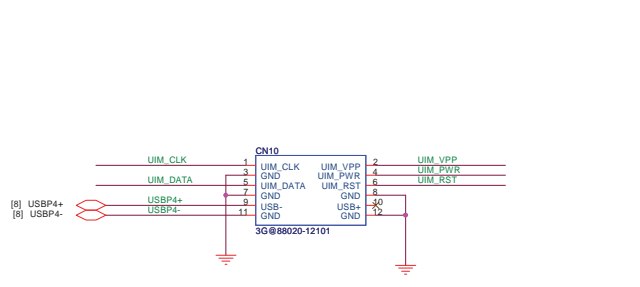 CN10
UIM_CLK 1 UIM_CLK UIM_VPP 2 UIM_VPP
3 GND UIM_PWR 4 UIM_PWR
UIM_DATA 5 UIM_DATA UIM_RST 6 UIM_RST
7 GND GND 8
[8] USBP4+ USBP4+ 9 USB- USB+ 10
[8] USBP4- USBP4- 11 GND GND 12
3G@88020-12101